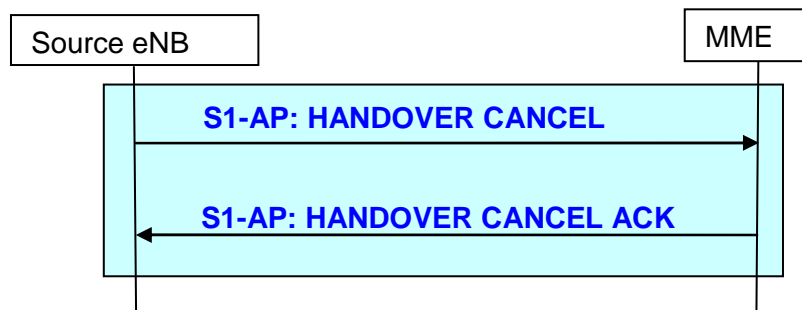 Source eNB
MME
S1-AP: HANDOVER CANCEL
S1-AP: HANDOVER CANCEL ACK